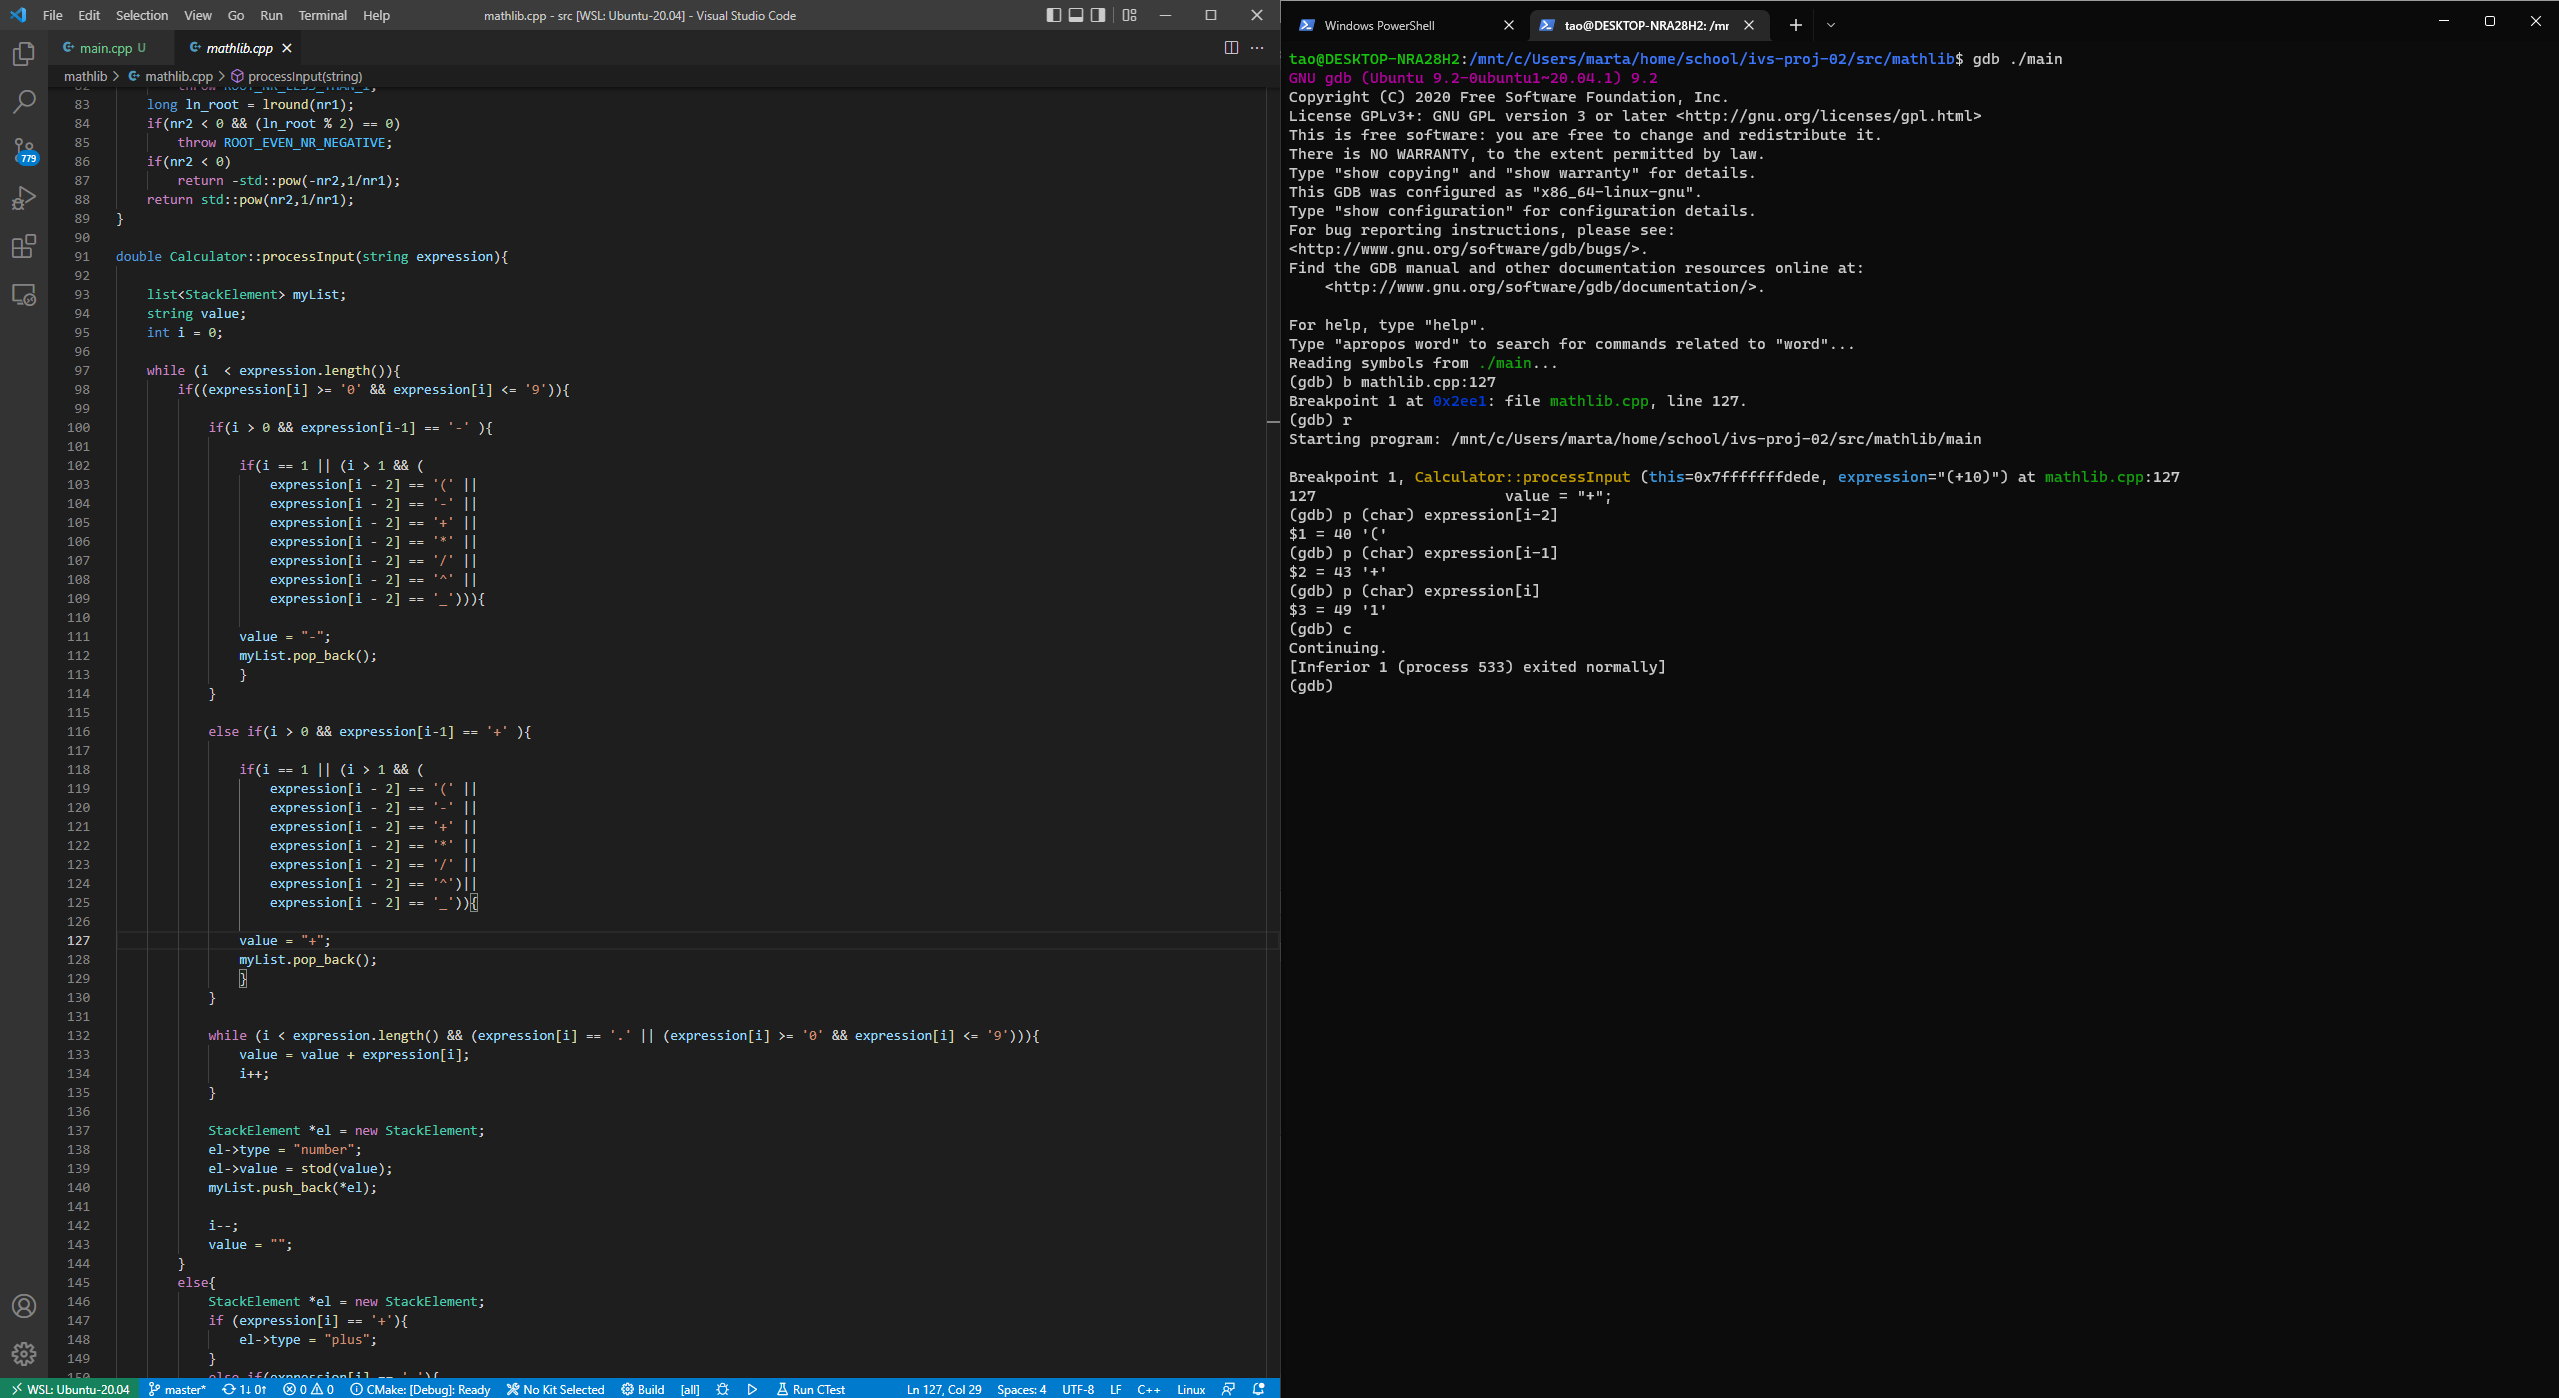 File Edit Selection View Go Run Terminal Help mathlib.cpp - src [WSL: Ubuntu-20.04] - Visual Studio Code
main.cpp U mathlib.cpp
mathlib > mathlib.cpp > processInput(string)
82 throw ROOT_NR_LESS_THAN_1;
83 long ln_root = lround(nr1);
84 if(nr2 < 0 && (ln_root % 2) == 0)
85 throw ROOT_EVEN_NR_NEGATIVE;
86 if(nr2 < 0)
87 return -std::pow(-nr2,1/nr1);
88 return std::pow(nr2,1/nr1);
89 }
90
91 double Calculator::processInput(string expression){
92
93 list<StackElement> myList;
94 string value;
95 int i = 0;
96
97 while (i  < expression.length()){
98 if((expression[i] >= '0' && expression[i] <= '9')){
99
100 if(i > 0 && expression[i-1] == '-' ){
101
102 if(i == 1 || (i > 1 && (
103 expression[i - 2] == '(' ||
104 expression[i - 2] == '-' ||
105 expression[i - 2] == '+' ||
106 expression[i - 2] == '*' ||
107 expression[i - 2] == '/' ||
108 expression[i - 2] == '^' ||
109 expression[i - 2] == '_'))){
110
111 value = "-";
112 myList.pop_back();
113 }
114 }
115
116 else if(i > 0 && expression[i-1] == '+' ){
117
118 if(i == 1 || (i > 1 && (
119 expression[i - 2] == '(' ||
120 expression[i - 2] == '-' ||
121 expression[i - 2] == '+' ||
122 expression[i - 2] == '*' ||
123 expression[i - 2] == '/' ||
124 expression[i - 2] == '^')||
125 expression[i - 2] == '_')){
126
127 value = "+";
128 myList.pop_back();
129 }
130 }
131
132 while (i < expression.length() && (expression[i] == '.' || (expression[i] >= '0' && expression[i] <= '9'))){
133 value = value + expression[i];
134 i++;
135 }
136
137 StackElement *el = new StackElement;
138 el->type = "number";
139 el->value = stod(value);
140 myList.push_back(*el);
141
142 i--;
143 value = "";
144 }
145 else{
146 StackElement *el = new StackElement;
147 if (expression[i] == '+'){
148 el->type = "plus";
149 }
150 else if(expression[i] == '-'){
779
WSL: Ubuntu-20.04 master* 1↓ 0↑ 0 0 CMake: [Debug]: Ready No Kit Selected Build [all] Run CTest Ln 127, Col 29 Spaces: 4 UTF-8 LF C++ Linux
Windows PowerShell tao@DESKTOP-NRA28H2: /mr
tao@DESKTOP-NRA28H2:/mnt/c/Users/marta/home/school/ivs-proj-02/src/mathlib$ gdb ./main
GNU gdb (Ubuntu 9.2-0ubuntu1~20.04.1) 9.2
Copyright (C) 2020 Free Software Foundation, Inc.
License GPLv3+: GNU GPL version 3 or later <http://gnu.org/licenses/gpl.html>
This is free software: you are free to change and redistribute it.
There is NO WARRANTY, to the extent permitted by law.
Type "show copying" and "show warranty" for details.
This GDB was configured as "x86_64-linux-gnu".
Type "show configuration" for configuration details.
For bug reporting instructions, please see:
<http://www.gnu.org/software/gdb/bugs/>.
Find the GDB manual and other documentation resources online at:
<http://www.gnu.org/software/gdb/documentation/>.
For help, type "help".
Type "apropos word" to search for commands related to "word"...
Reading symbols from ./main...
(gdb) b mathlib.cpp:127
Breakpoint 1 at 0x2ee1: file mathlib.cpp, line 127.
(gdb) r
Starting program: /mnt/c/Users/marta/home/school/ivs-proj-02/src/mathlib/main
Breakpoint 1, Calculator::processInput (this=0x7fffffffdede, expression="(+10)") at mathlib.cpp:127
127 value = "+";
(gdb) p (char) expression[i-2]
$1 = 40 '('
(gdb) p (char) expression[i-1]
$2 = 43 '+'
(gdb) p (char) expression[i]
$3 = 49 '1'
(gdb) c
Continuing.
[Inferior 1 (process 533) exited normally]
(gdb)